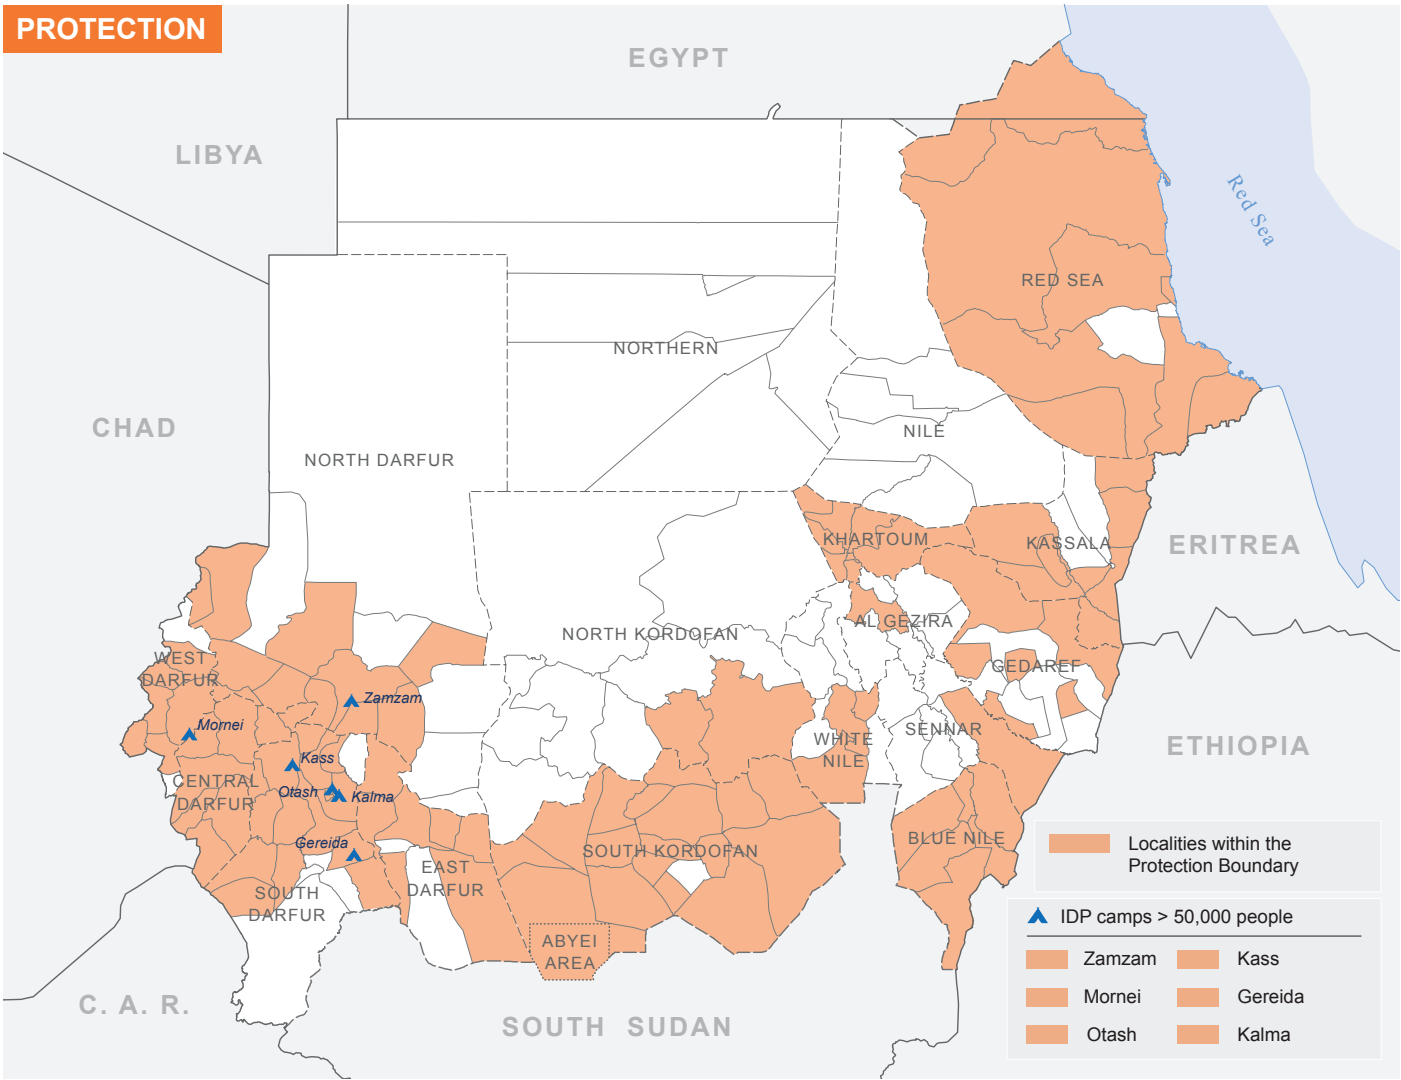 PROTECTION
EGYPT
LIBYA
Red Sea
RED SEA
NORTHERN
CHAD
NILE
NORTH DARFUR
KHARTOUM
KASSALA
ERITREA
AL GEZIRA
NORTH KORDOFAN
WEST
DARFUR
GEDAREF
Zamzam
Mornei
SENNAR
WHITE
NILE
ETHIOPIA
Kass
CENTRAL
DARFUR
Otash
Kalma
Gereida
BLUE NILE
SOUTH KORDOFAN
EAST
DARFUR
SOUTH
DARFUR
ABYEI
AREA
C. A. R.
SOUTH SUDAN
Localities within the
Protection Boundary
IDP camps > 50,000 people
Zamzam Kass
Mornei Gereida
Otash Kalma